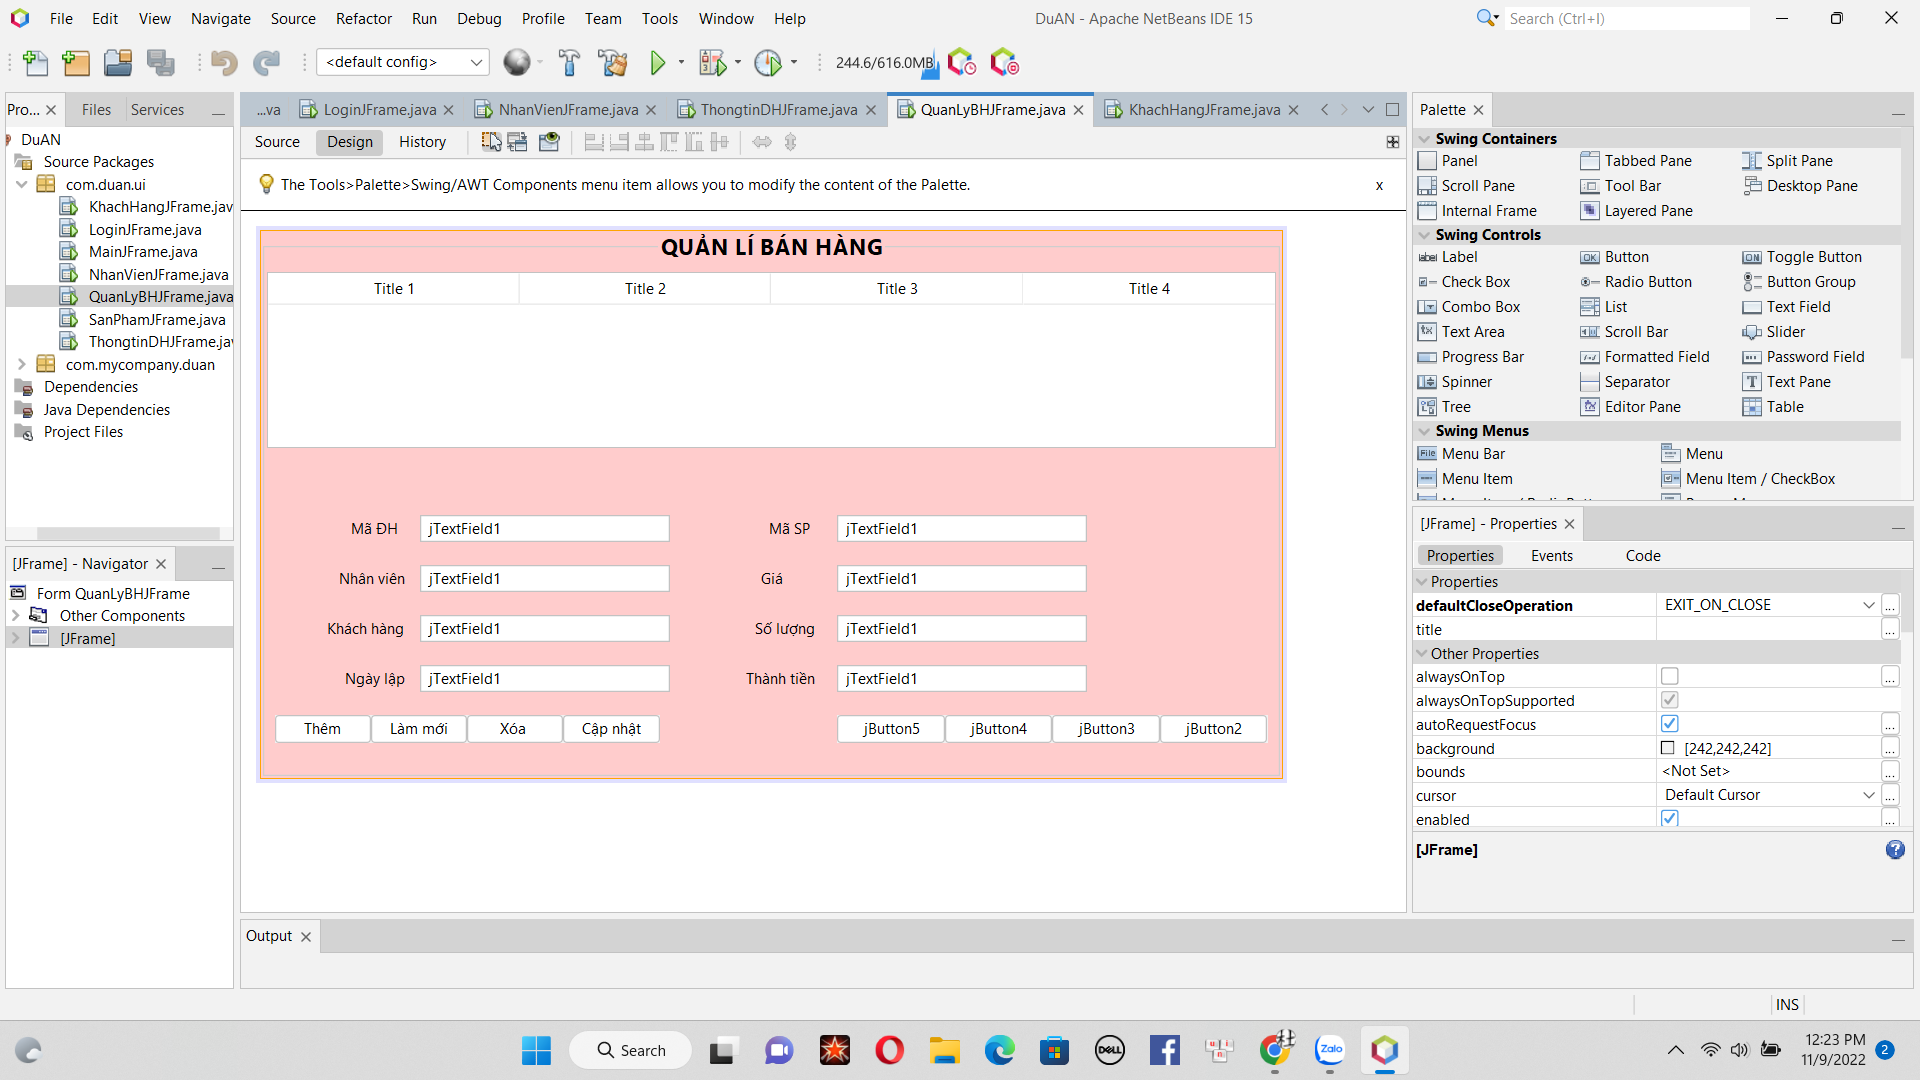 File Edit View Navigate Source Refactor Run Debug Profile Team Tools Window Help
DuAN - Apache NetBeans IDE 15
Search (Ctrl+I)
<default config>
244.6/616.0MB
Pro... Files Services
...va LoginJFrame.java NhanVienJFrame.java ThongtinDHJFrame.java QuanLyBHJFrame.java KhachHangJFrame.java
Source Design History
The Tools>Palette>Swing/AWT Components menu item allows you to modify the content of the Palette. x
DuAN
Source Packages
com.duan.ui
KhachHangJFrame.jav
LoginJFrame.java
MainJFrame.java
NhanVienJFrame.java
QuanLyBHJFrame.java
SanPhamJFrame.java
ThongtinDHJFrame.jav
com.mycompany.duan
Dependencies
Java Dependencies
Project Files
[JFrame] - Navigator
Form QuanLyBHJFrame
Other Components
[JFrame]
QUẢN LÍ BÁN HÀNG
Title 1 Title 2 Title 3 Title 4
Mã ĐH jTextField1 Mã SP jTextField1
Nhân viên jTextField1 Giá jTextField1
Khách hàng jTextField1 Số lượng jTextField1
Ngày lập jTextField1 Thành tiền jTextField1
Thêm Làm mới Xóa Cập nhật jButton5 jButton4 jButton3 jButton2
Palette
Swing Containers
Panel Tabbed Pane Split Pane
Scroll Pane Tool Bar Desktop Pane
Internal Frame Layered Pane
Swing Controls
label Label OK Button ON Toggle Button
Check Box Radio Button Button Group
Combo Box List Text Field
Text Area Scroll Bar Slider
Progress Bar Formatted Field Password Field
Spinner Separator Text Pane
Tree Editor Pane Table
Swing Menus
File Menu Bar Menu
Menu Item Menu Item / CheckBox
[JFrame] - Properties
Properties Events Code
Properties
defaultCloseOperation EXIT_ON_CLOSE ...
title ...
Other Properties
alwaysOnTop ...
alwaysOnTopSupported
autoRequestFocus ...
background [242,242,242] ...
bounds <Not Set> ...
cursor Default Cursor ...
enabled ...
[JFrame]
Output
INS
Search
DELL
Zalo
12:23 PM
11/9/2022
2